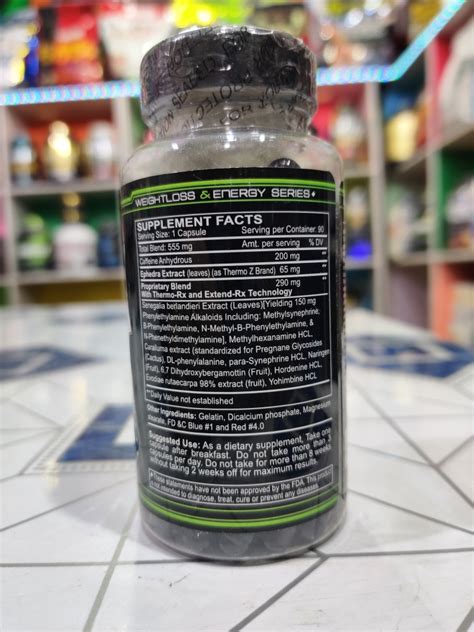 WEIGHTLOSS & ENERGY SERIES+
SUPPLEMENT FACTS
Serving Size: 1 Capsule Serving per Container: 90
Total Blend: 555 mg Amt. per serving % DV
Caffeine Anhydrous 200 mg **
Ephedra Extract (leaves) (as Thermo Z Brand) 65 mg **
Proprietary Blend 290 mg
With Thermo-Rx and Extend-Rx Technology
Senegalia berlandieri Extract (Leaves)[Yielding 150 mg
Phenylethylamine Alkaloids Including: Methylsynephrine,
B-Phenylethylamine, N-Methyl-B-Phenylethylamine, &
N-Phenethyldimethylamine], Methylhexanamine HCL,
Caralluma extract (standardized for Pregnane Glycosides
(Cactus), DL-phenylalanine, para-Synephrine HCL, Naringen
(Fruit), 6,7 Dihydroxybergamottin (Fruit), Hordenine HCL,
Evodiae rutaecarpa 98% extract (fruit), Yohimbine HCL
**Daily Value not established
Other Ingredients: Gelatin, Dicalcium phosphate, Magnesium
stearate, FD &C Blue #1 and Red #4.0
Suggested Use: As a dietary supplement, Take one
capsule after breakfast. Do not take more than 3
capsules per day. Do not take for more than 8 weeks
without taking 2 weeks off for maximum results.
These statements have not been approved by the FDA. This product
is not intended to diagnose, treat, cure or prevent any diseases.